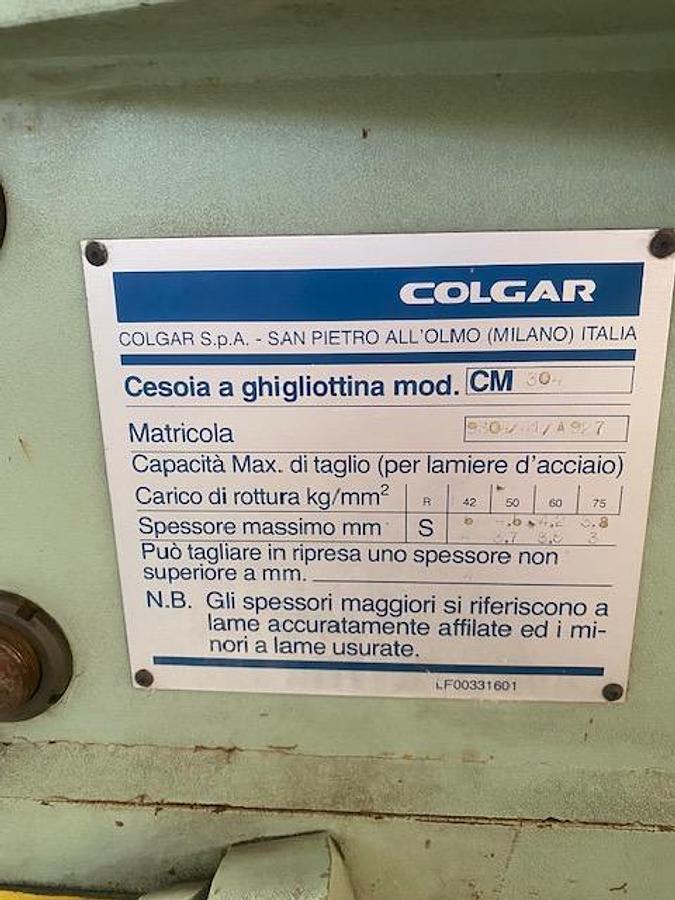 COLGAR
COLGAR S.p.A. - SAN PIETRO ALL'OLMO (MILANO) ITALIA
Cesoia a ghigliottina mod. CM
Matricola
Capacità Max. di taglio (per lamiere d'acciaio)
Carico di rottura kg/mm² R 42 50 60 75
Spessore massimo mm S
3
Può tagliare in ripresa uno spessore non
superiore a mm.
N.B. Gli spessori maggiori si riferiscono a
lame accuratamente affilate ed i mi-
nori a lame usurate.
LF00331601